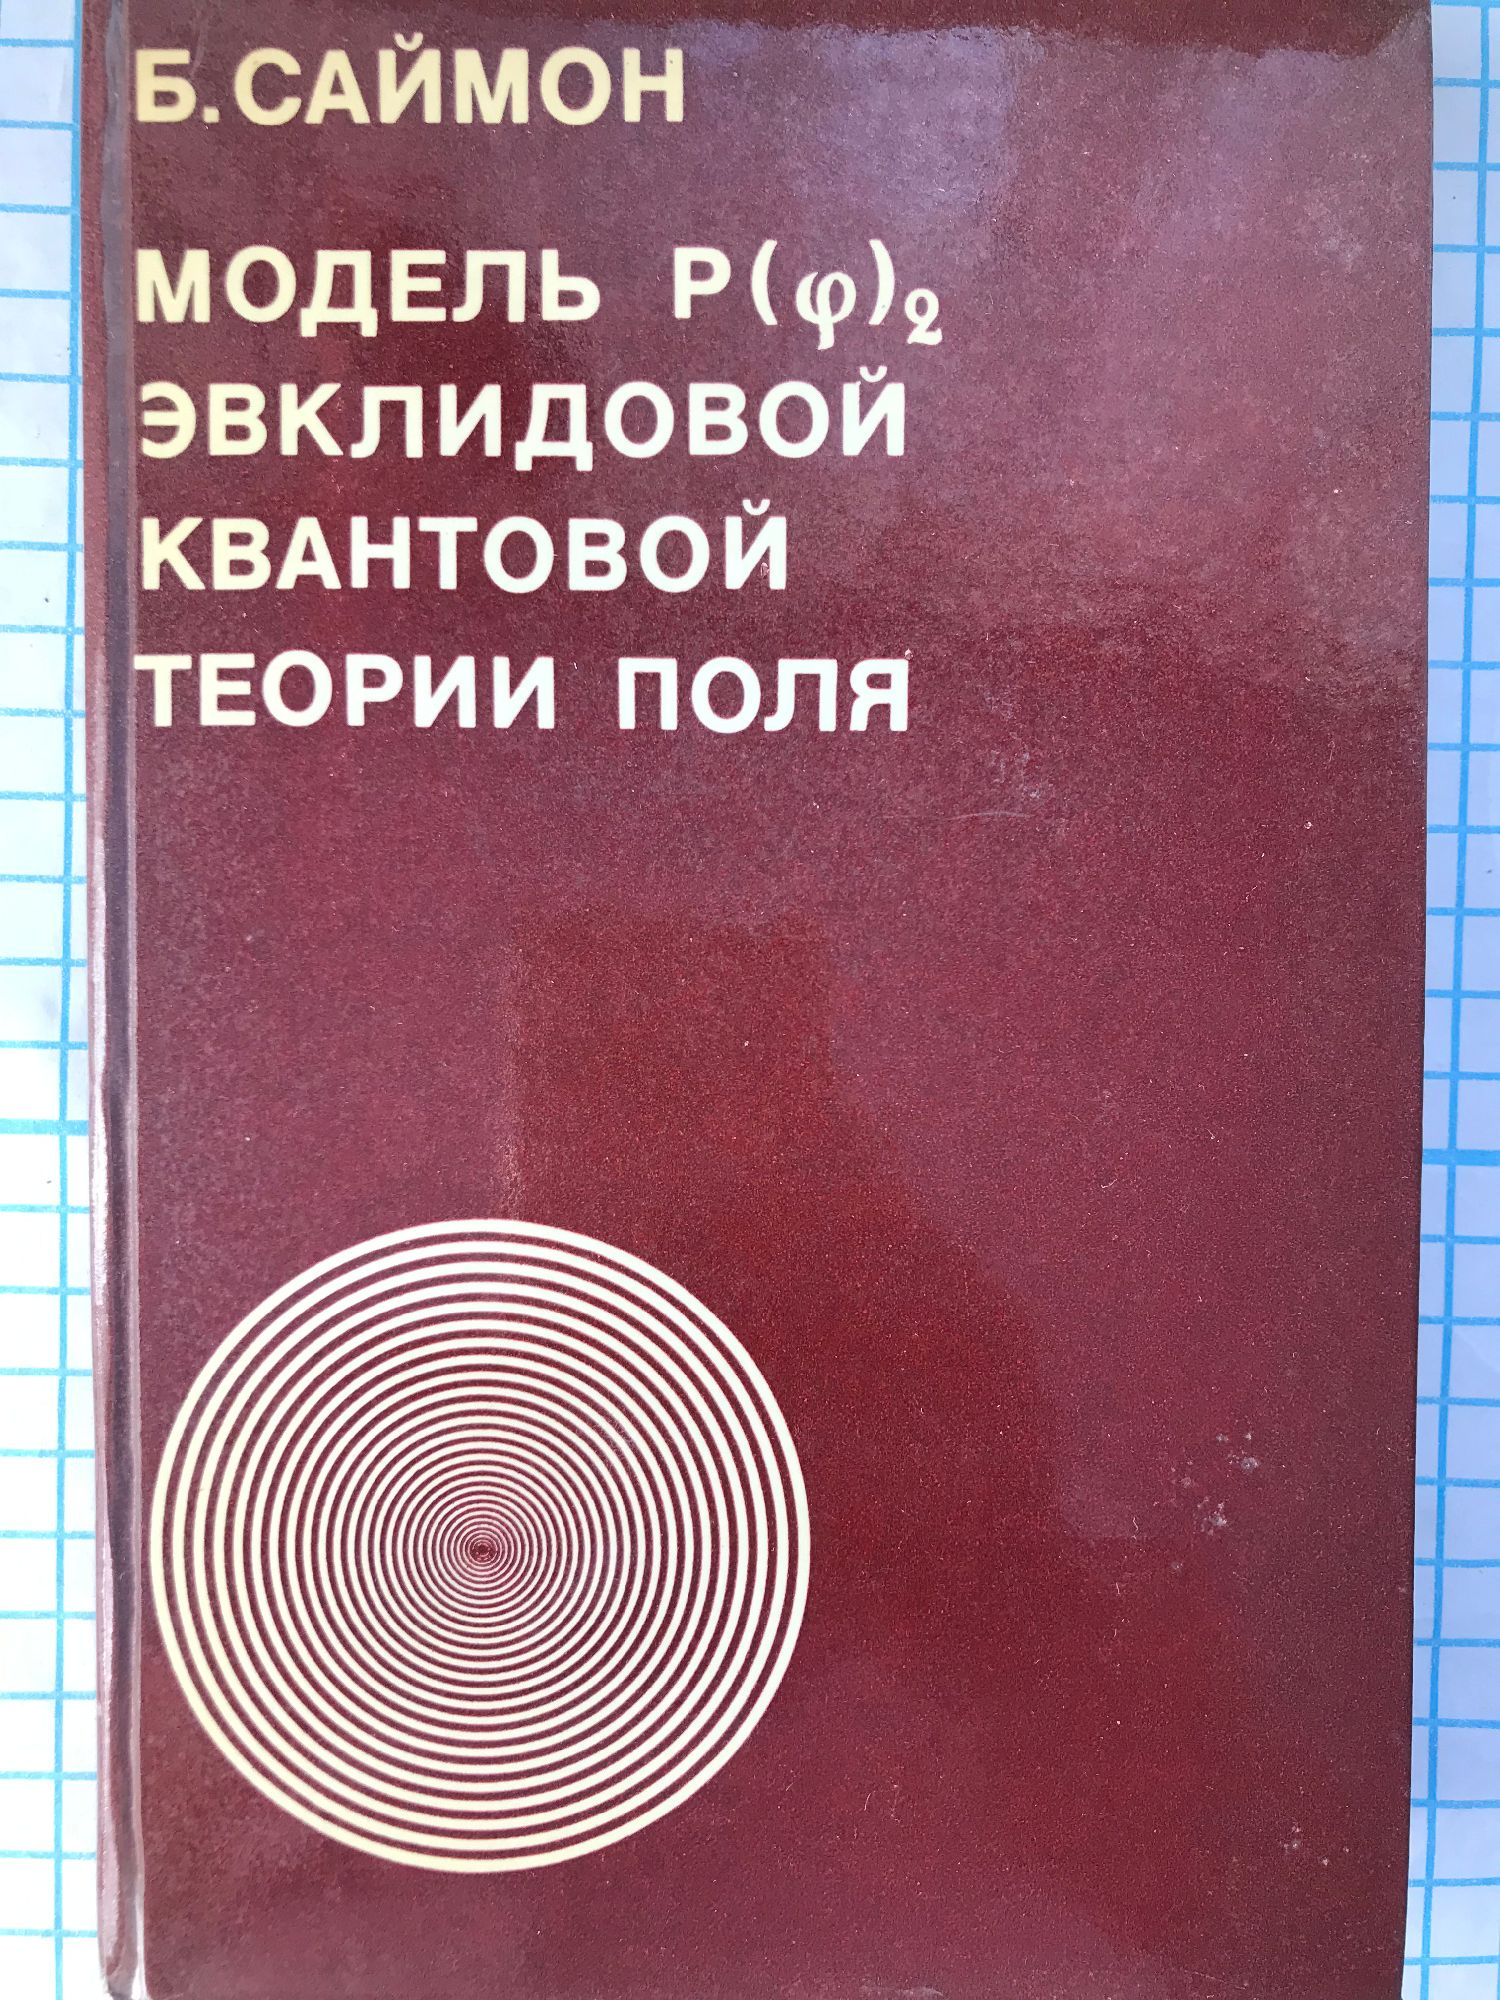 Б. САЙМОН
МОДЕЛЬ P(φ)₂
ЭВКЛИДОВОЙ
КВАНТОВОЙ
ТЕОРИИ ПОЛЯ